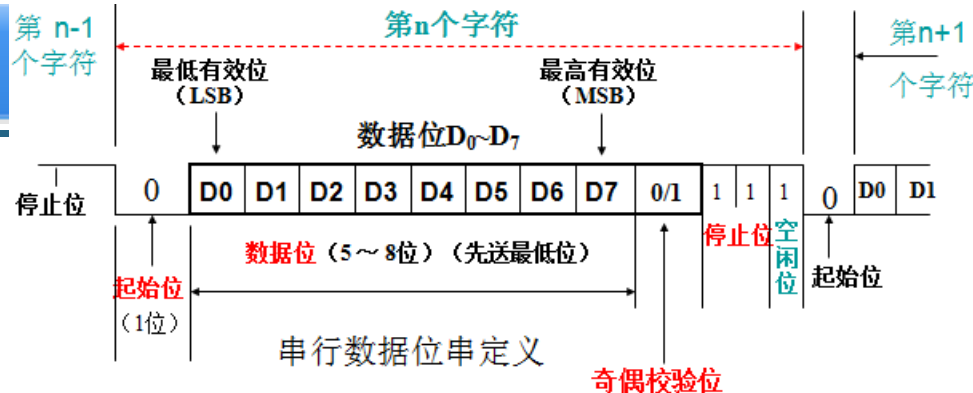 第 n-1
个字符
第n个字符
第n+1
个字符
最低有效位
（LSB）
最高有效位
（MSB）
数据位D₀~D₇
停止位
0
D0 D1 D2 D3 D4 D5 D6 D7 0/1 1 1 1
0
D0 D1
数据位（5～8位）（先送最低位）
停止位
空闲位
起始位
（1位）
起始位
串行数据位串定义
奇偶校验位